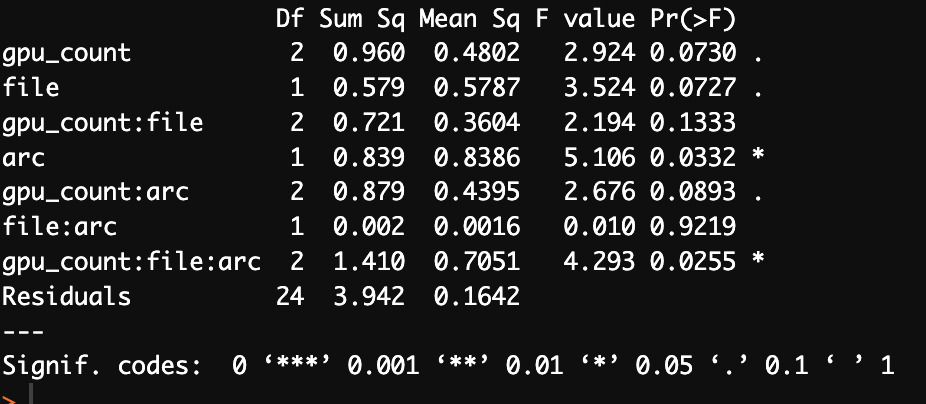 Df Sum Sq Mean Sq F value Pr(>F)
gpu_count        2  0.960  0.4802   2.924 0.0730 .
file             1  0.579  0.5787   3.524 0.0727 .
gpu_count:file   2  0.721  0.3604   2.194 0.1333
arc              1  0.839  0.8386   5.106 0.0332 *
gpu_count:arc    2  0.879  0.4395   2.676 0.0893 .
file:arc         1  0.002  0.0016   0.010 0.9219
gpu_count:file:arc 2  1.410  0.7051   4.293 0.0255 *
Residuals       24  3.942  0.1642
---
Signif. codes:  0 ‘***’ 0.001 ‘**’ 0.01 ‘*’ 0.05 ‘.’ 0.1 ‘ ’ 1
>